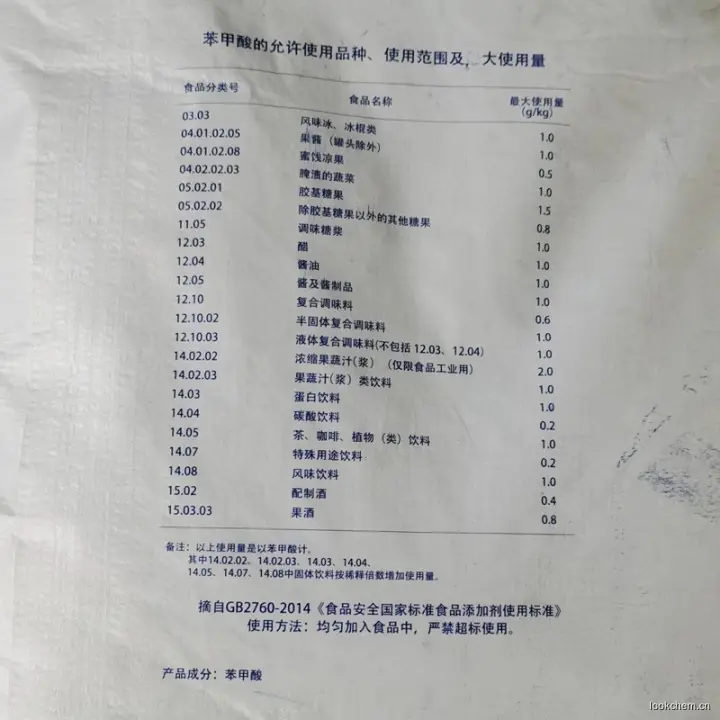 苯甲酸的允许使用品种、使用范围及, 大使用量
食品分类号 食品名称 最大使用量
(g/kg)
03.03 风味冰、冰棍类 1.0
04.01.02.05 果酱（罐头除外） 1.0
04.01.02.08 蜜饯凉果 0.5
04.02.02.03 腌渍的蔬菜 1.0
05.02.01 胶基糖果 1.5
05.02.02 除胶基糖果以外的其他糖果 0.8
11.05 调味糖浆 1.0
12.03 醋 1.0
12.04 酱油 1.0
12.05 酱及酱制品 1.0
12.10 复合调味料 0.6
12.10.02 半固体复合调味料 1.0
12.10.03 液体复合调味料(不包括12.03、12.04) 1.0
14.02.02 浓缩果蔬汁(浆）（仅限食品工业用） 2.0
14.02.03 果蔬汁(浆）类饮料 1.0
14.03 蛋白饮料 1.0
14.04 碳酸饮料 0.2
14.05 茶、咖啡、植物（类）饮料 1.0
14.07 特殊用途饮料 0.2
14.08 风味饮料 1.0
15.02 配制酒 0.4
15.03.03 果酒 0.8
备注：以上使用量是以苯甲酸计。
其中14.02.02、14.02.03、14.03、14.04、
14.05、14.07、14.08中固体饮料按稀释倍数增加使用量。
摘自GB2760-2014《食品安全国家标准食品添加剂使用标准》
使用方法：均匀加入食品中，严禁超标使用。
产品成分：苯甲酸
lookchem.cn